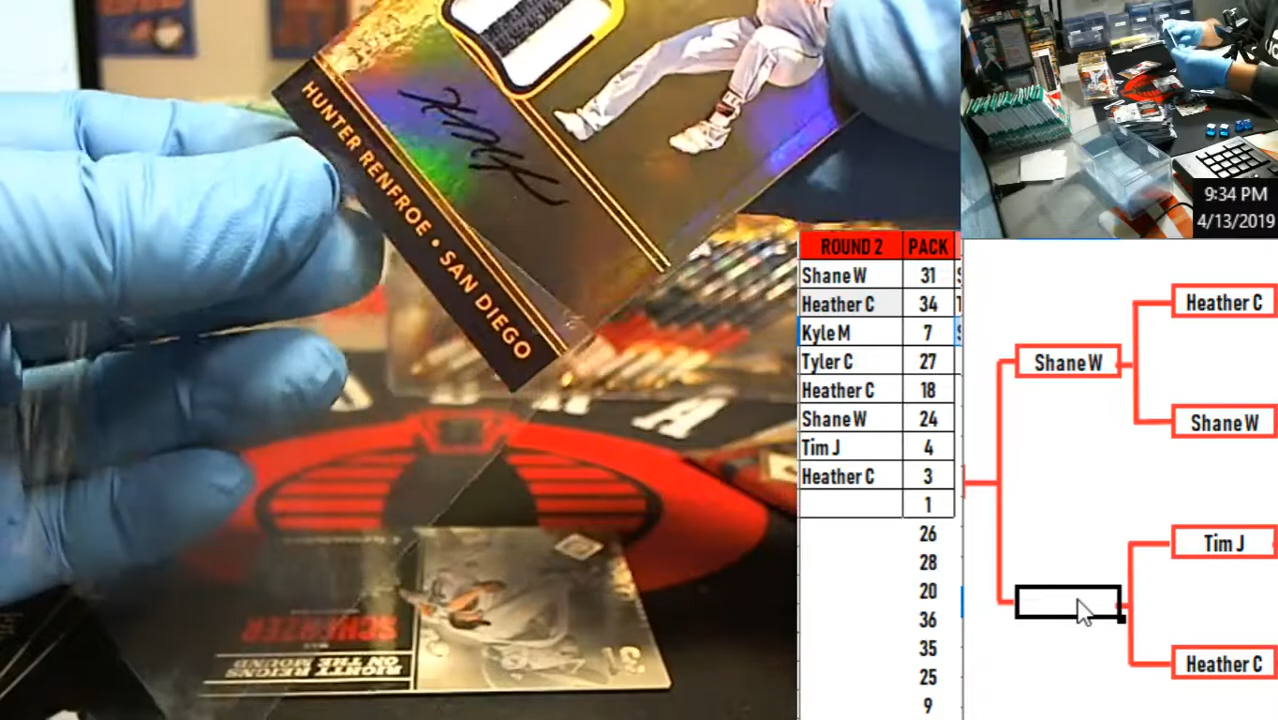 HUNTER RENFROE • SAN DIEGO
SCHERZER
RIGHTY REIGNS
ON THE MOUND
9:34 PM
4/13/2019
ROUND 2 PACK
Shane W 31
Heather C 34
Kyle M 7
Tyler C 27
Heather C 18
Shane W 24
Tim J 4
Heather C 3
1
26
28
20
36
35
25
9
Heather C
Shane W
Shane W
Tim J
Heather C